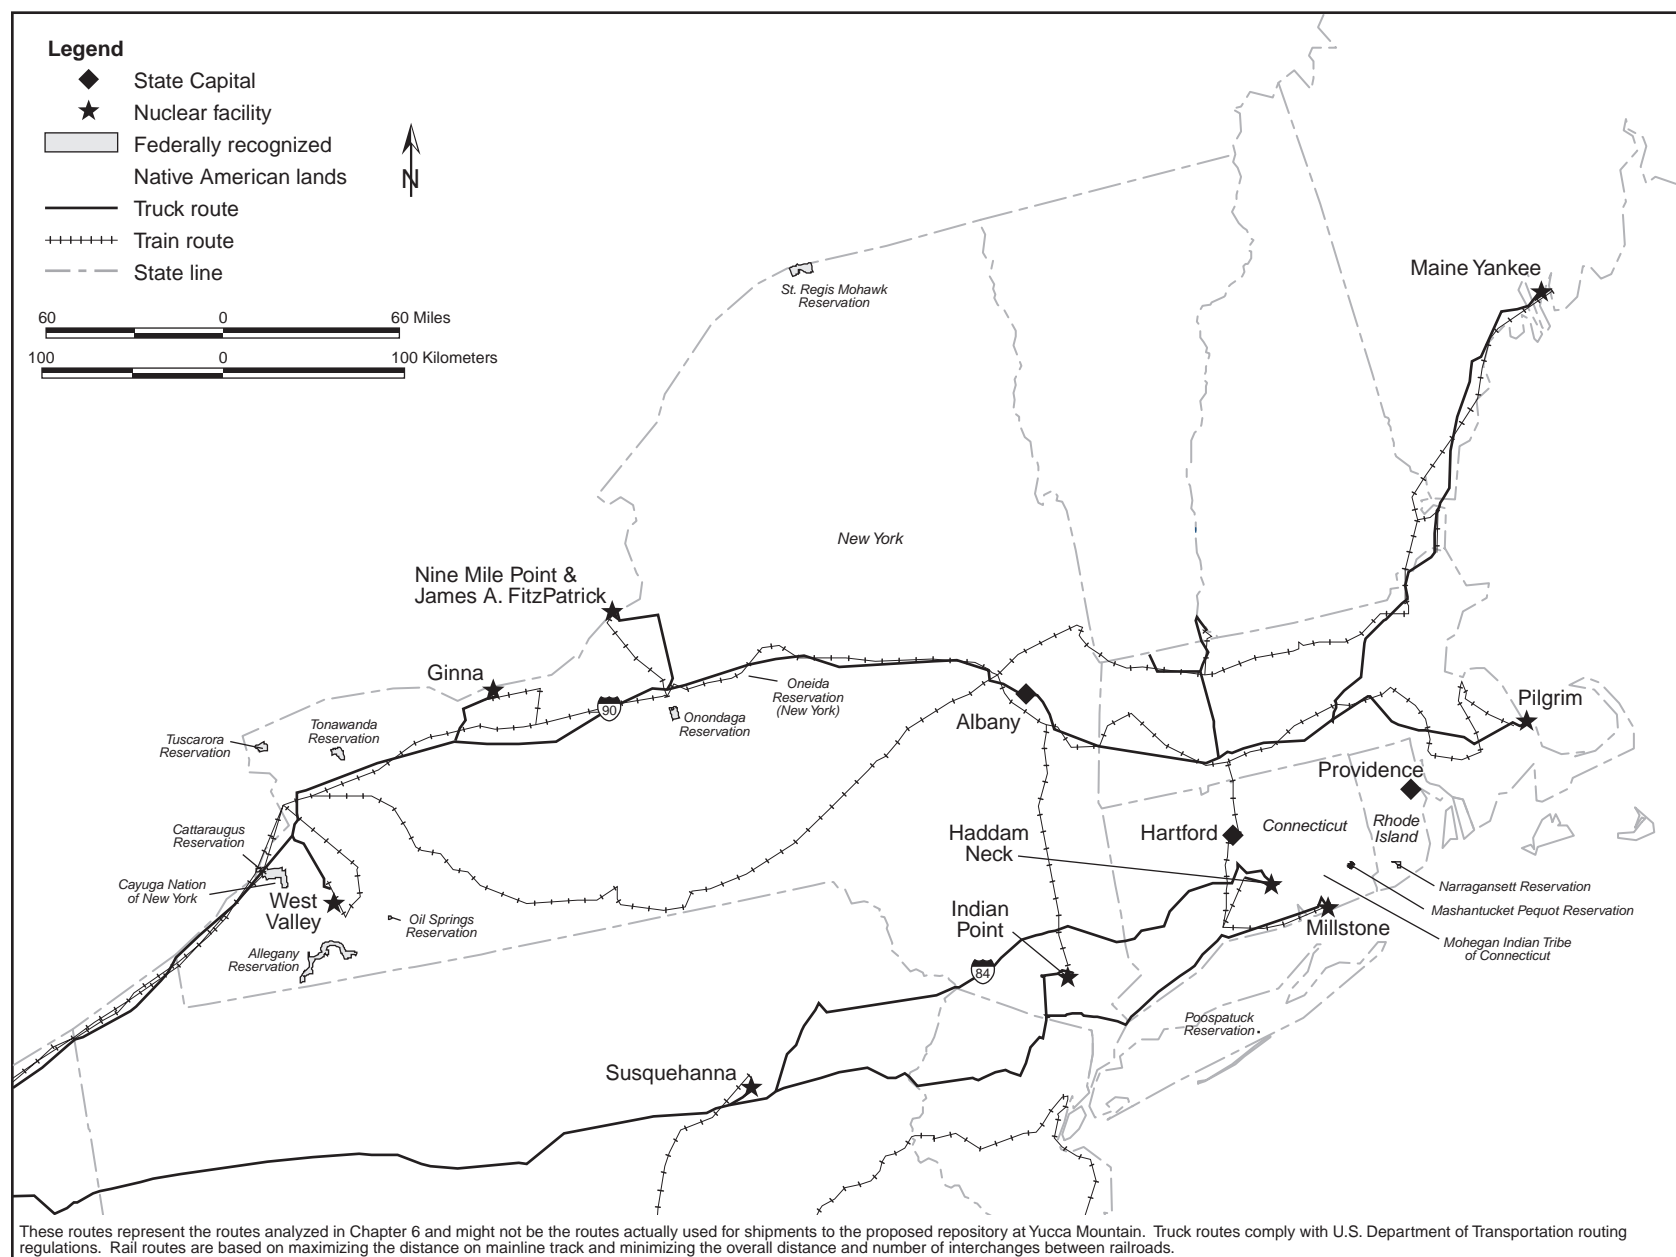 Legend
State Capital
Nuclear facility
Federally recognized
Native American lands
Truck route
Train route
State line
N
60 0 60 Miles
100 0 100 Kilometers
St. Regis Mohawk
Reservation
Maine Yankee
New York
Nine Mile Point &
James A. FitzPatrick
Ginna
90
Oneida
Reservation
(New York)
Onondaga
Reservation
Tonawanda
Reservation
Tuscarora
Reservation
Albany
Pilgrim
Providence
Rhode
Island
Connecticut
Hartford
Haddam
Neck
Cattaraugus
Reservation
Cayuga Nation
of New York
West
Valley
Oil Springs
Reservation
Allegany
Reservation
Indian
Point
84
Millstone
Narragansett Reservation
Mashantucket Pequot Reservation
Mohegan Indian Tribe
of Connecticut
Poospatuck
Reservation
Susquehanna
These routes represent the routes analyzed in Chapter 6 and might not be the routes actually used for shipments to the proposed repository at Yucca Mountain. Truck routes comply with U.S. Department of Transportation routing
regulations. Rail routes are based on maximizing the distance on mainline track and minimizing the overall distance and number of interchanges between railroads.